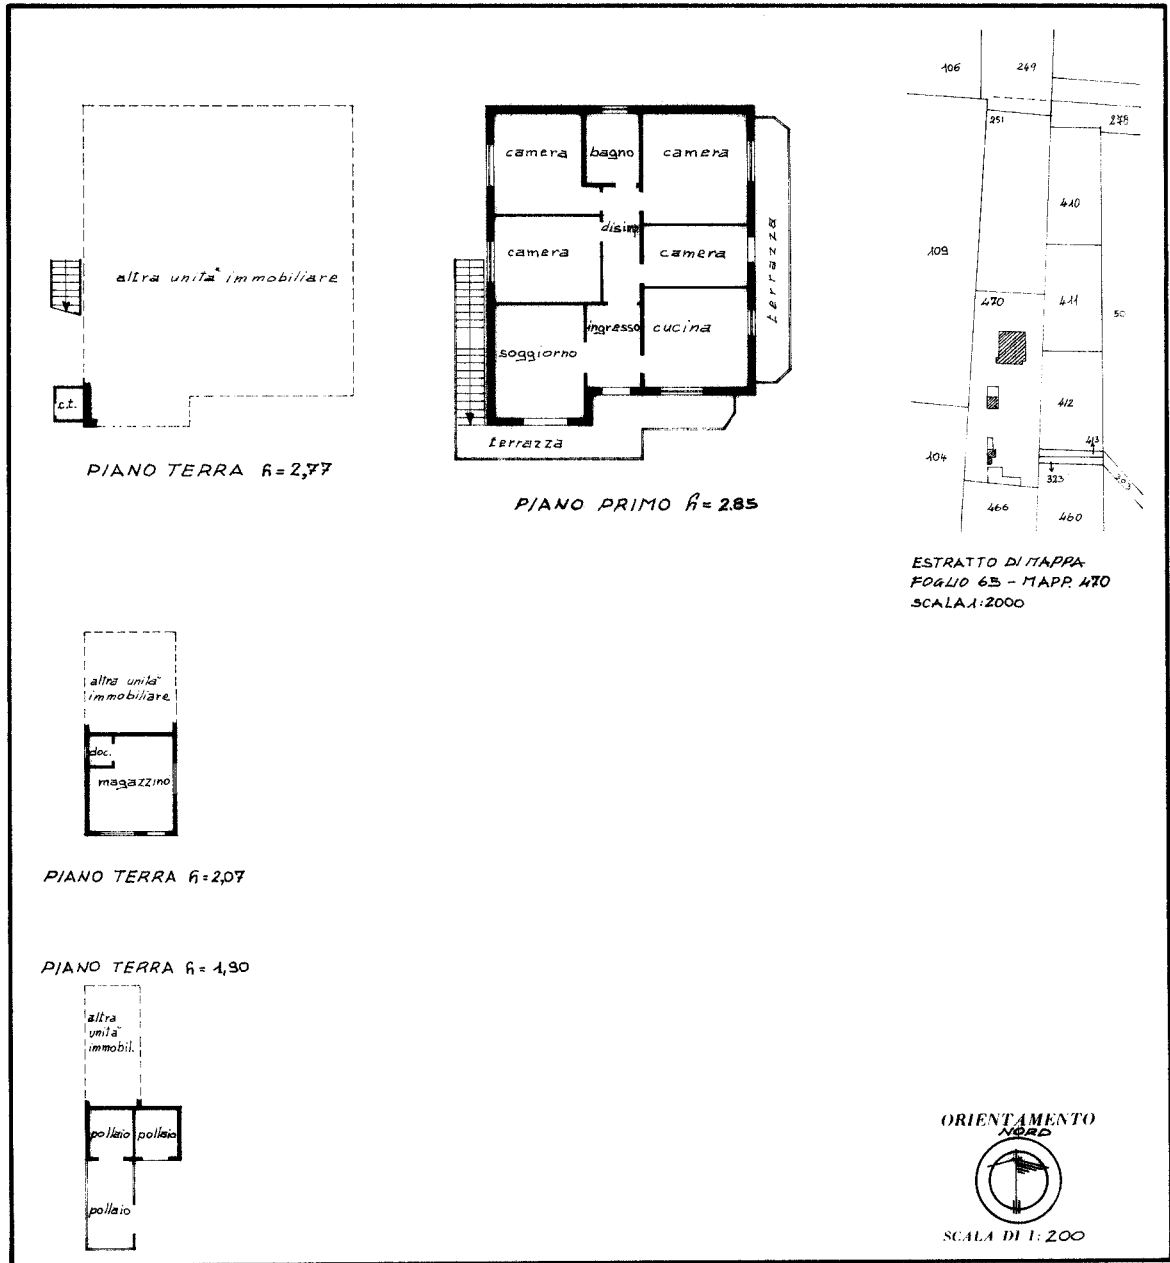 altra unità immobiliare
c.t.
PIANO TERRA h=2,77
camera
bagno
camera
camera
disim
camera
ingresso
cucina
soggiorno
terrazza
terrazza
PIANO PRIMO h=2.85
106
249
251
278
410
109
470
411
50
412
413
104
323
203
466
460
ESTRATTO DI MAPPA
FOGLIO 63 - MAPP. 470
SCALA 1:2000
altra unità
immobiliare
doc.
magazzino
PIANO TERRA h=2,07
PIANO TERRA h=1,90
altra
unità
immobil.
pollaio
pollaio
pollaio
ORIENTAMENTO
NORD
SCALA DI 1:200